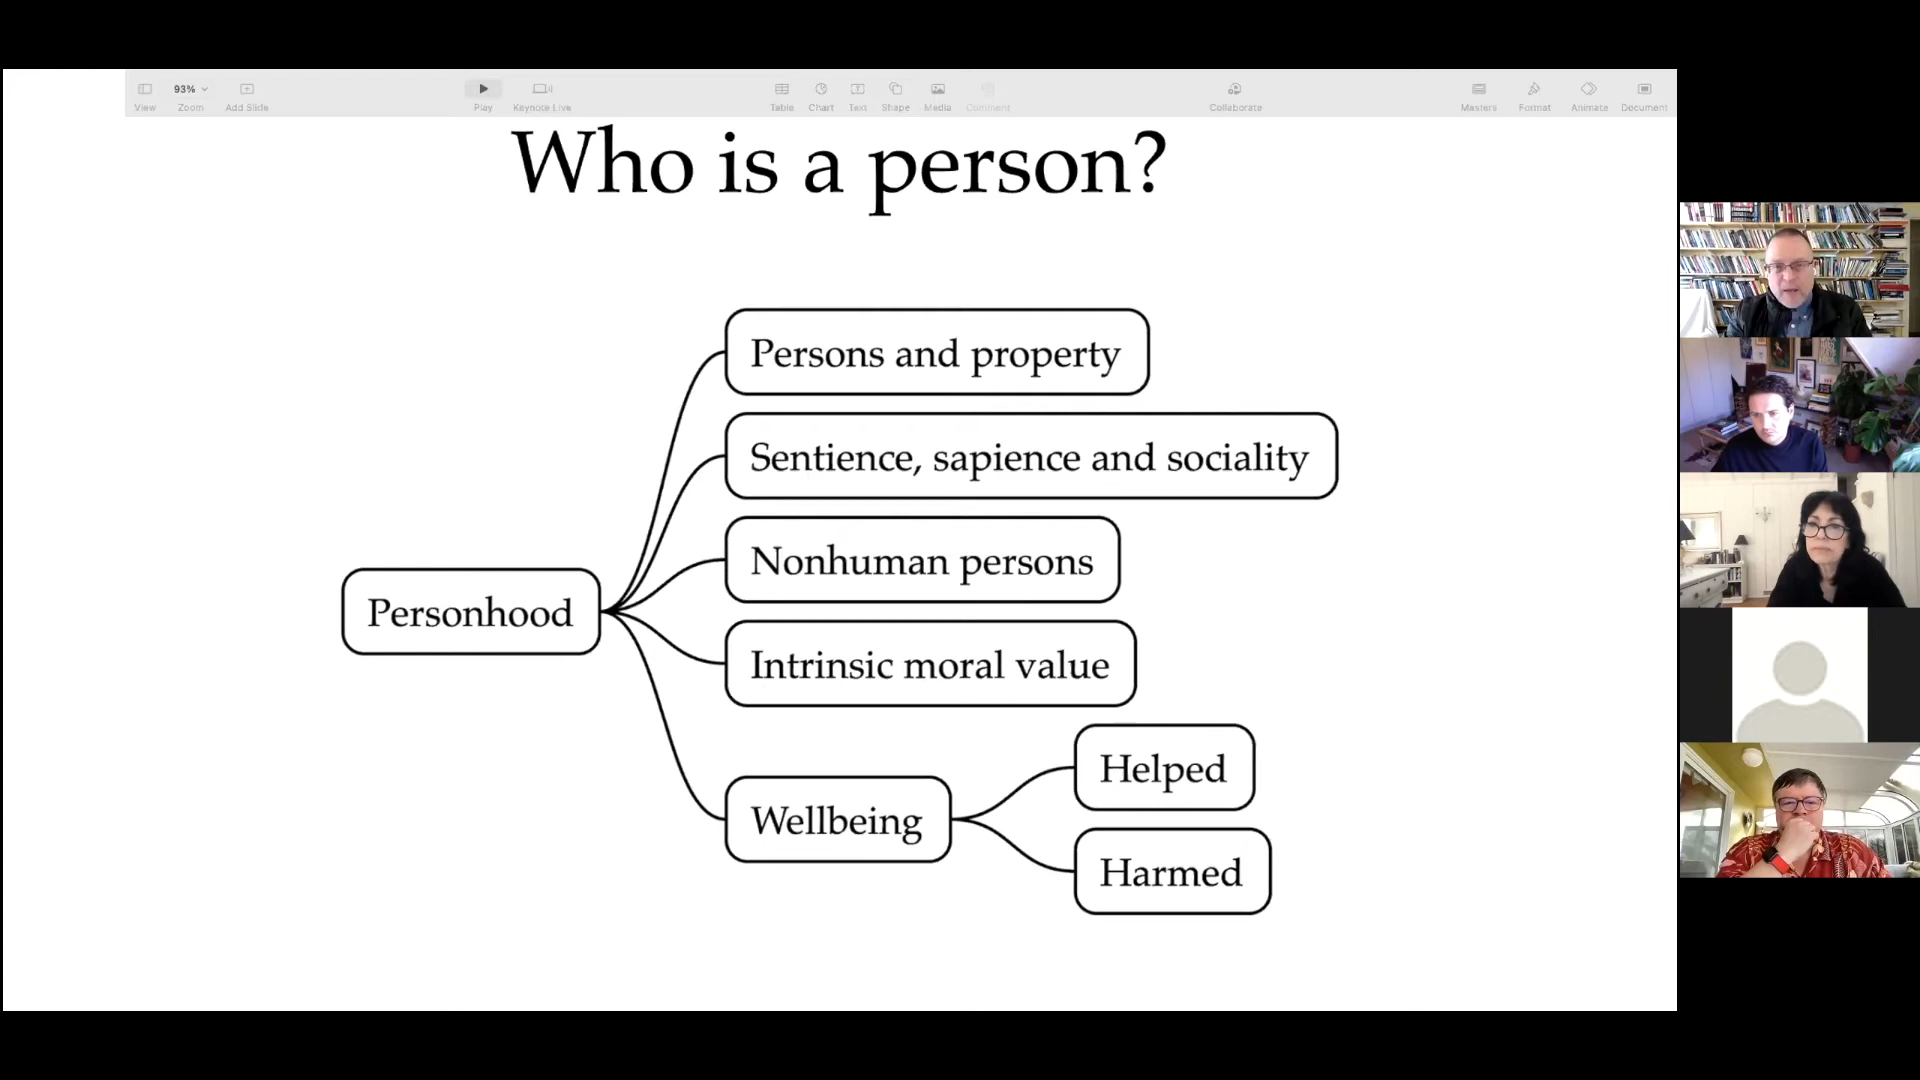 93%
View
Zoom
Add Slide
Play
Keynote Live
Table
Chart
Text
Shape
Media
Comment
Collaborate
Masters
Format
Animate
Document
Who is a person?
Persons and property
Sentience, sapience and sociality
Nonhuman persons
Personhood
Intrinsic moral value
Helped
Wellbeing
Harmed